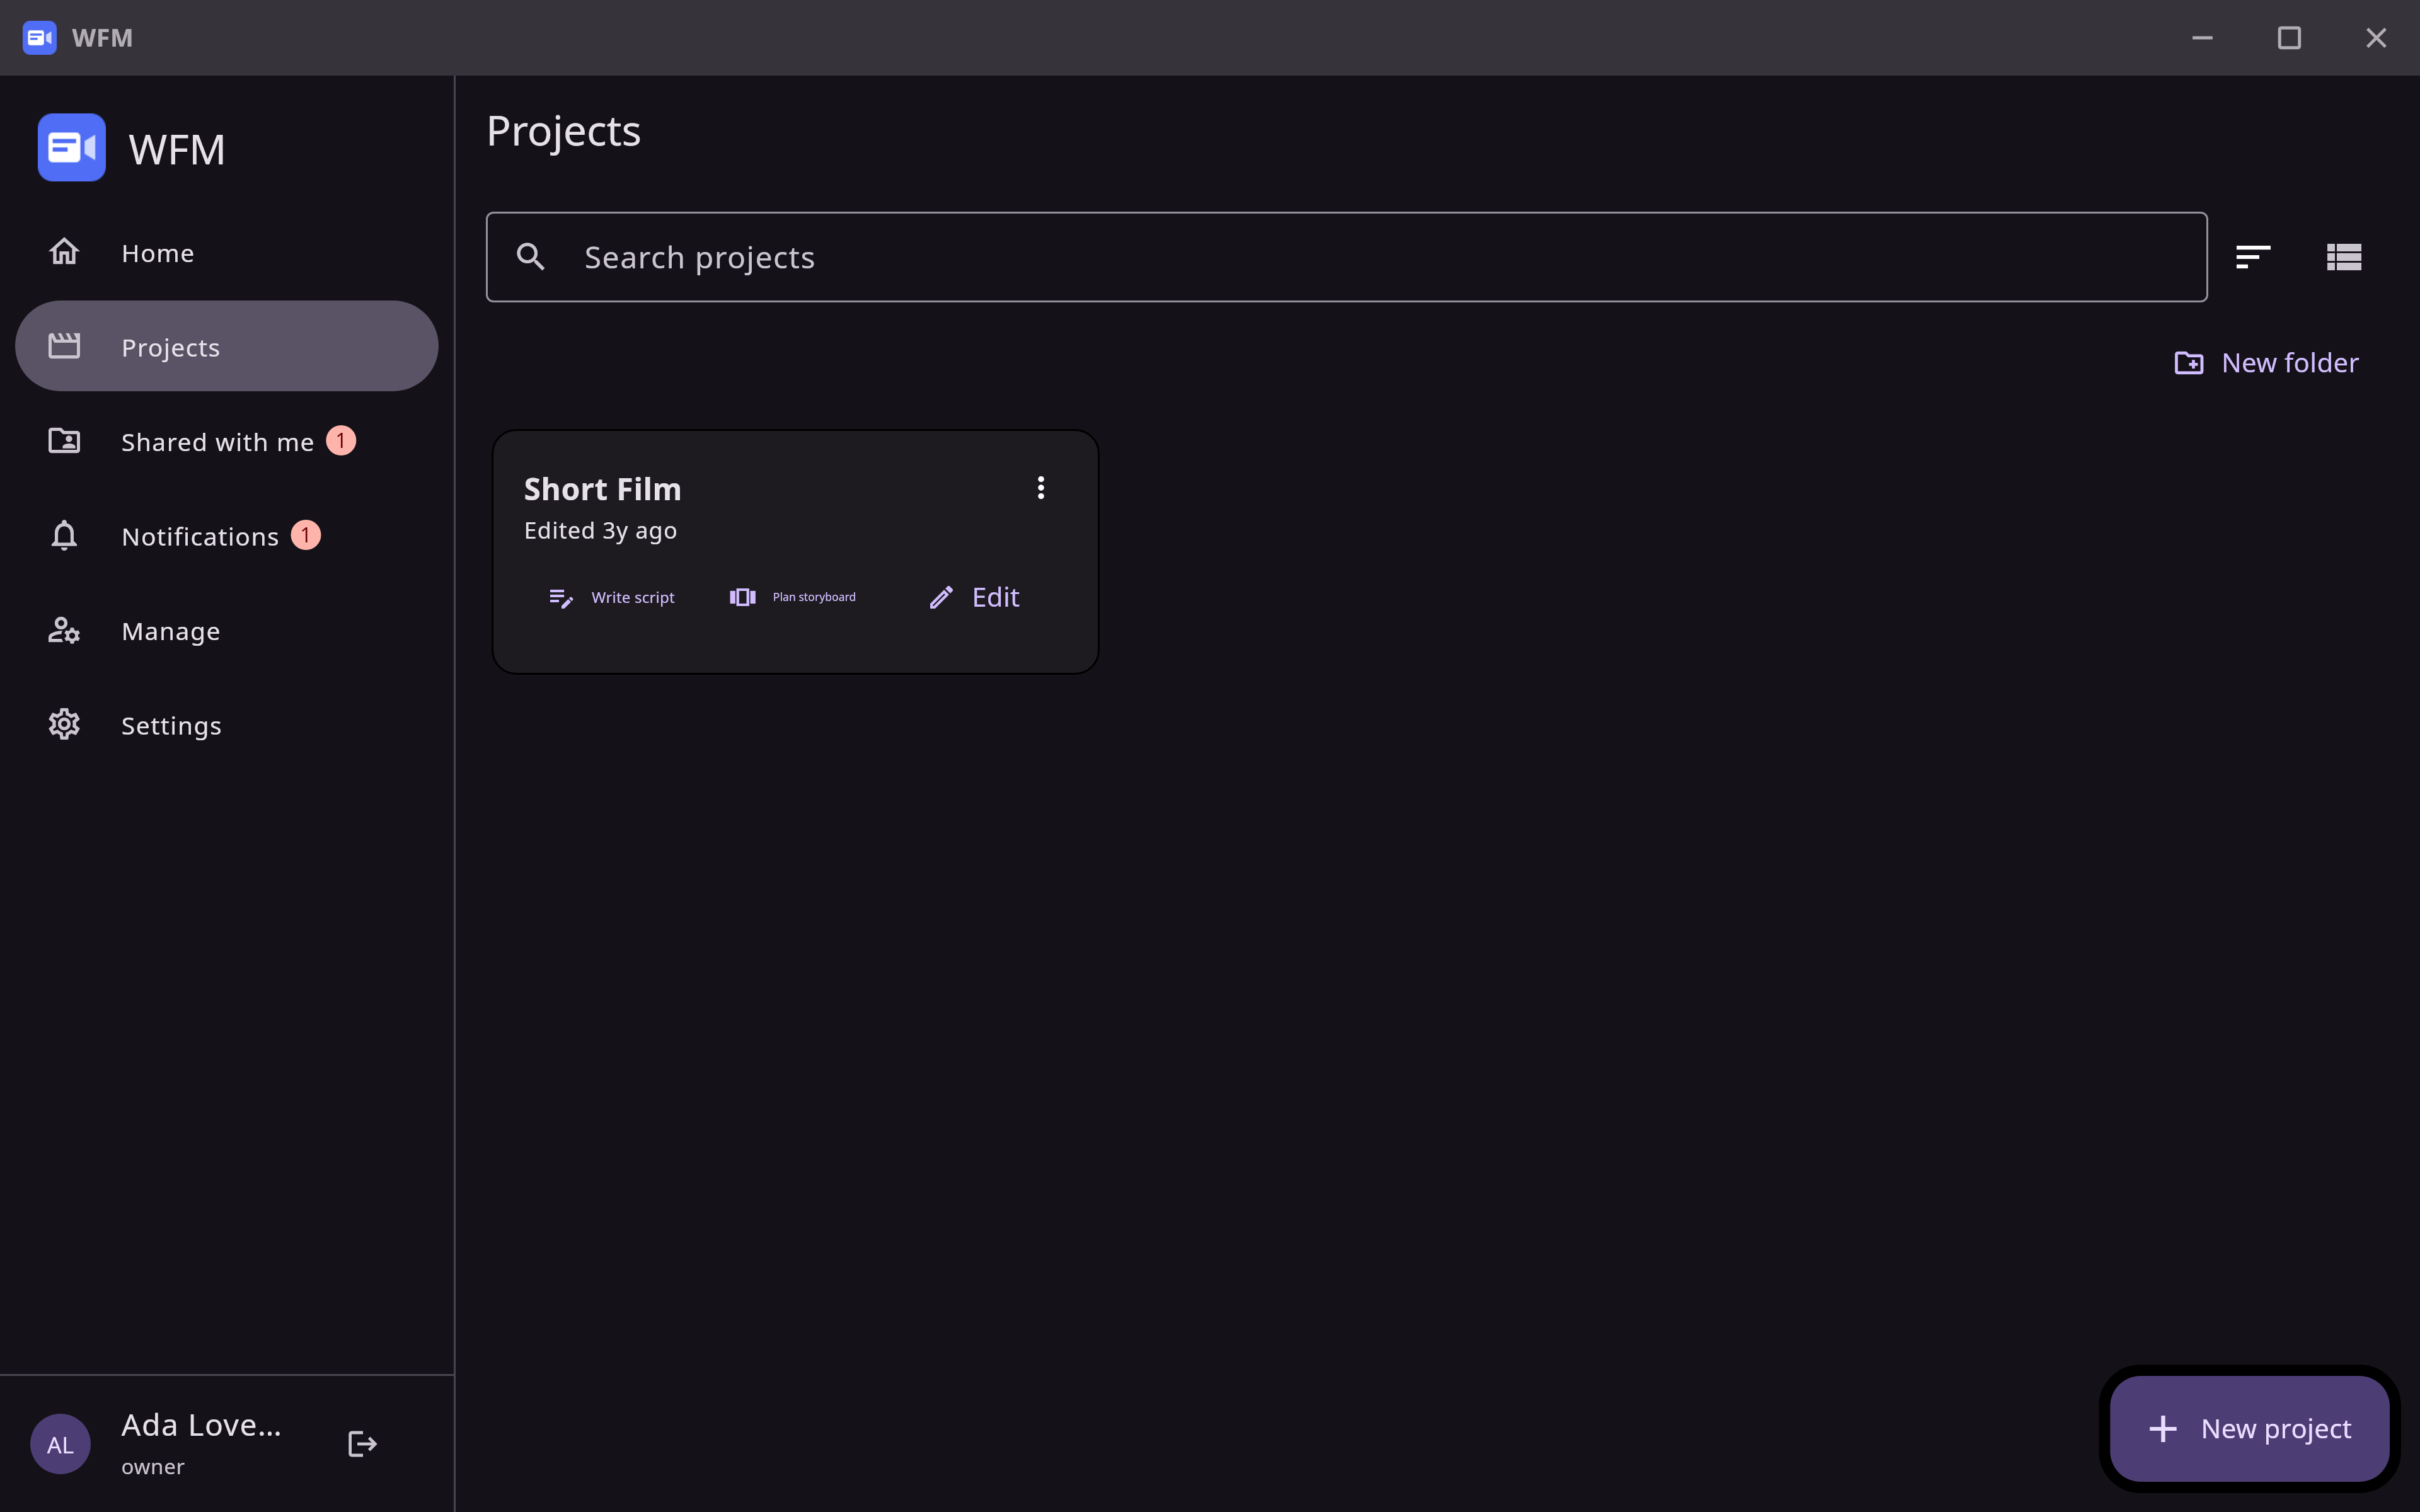 WFM
WFM
Home
Projects
Shared with me 1
Notifications 1
Manage
Settings
Ada Love...
owner
AL
Projects
Search projects
New folder
Short Film
Edited 3y ago
Write script
Plan storyboard
Edit
New project